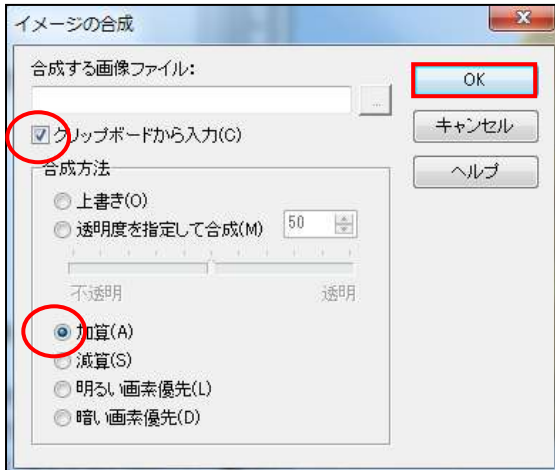 イメージの合成
合成する画像ファイル:
...
OK
クリップボードから入力(C)
キャンセル
合成方法
ヘルプ
上書き(O)
透明度を指定して合成(M) 50
不透明 透明
加算(A)
減算(S)
明るい画素優先(L)
暗い画素優先(D)